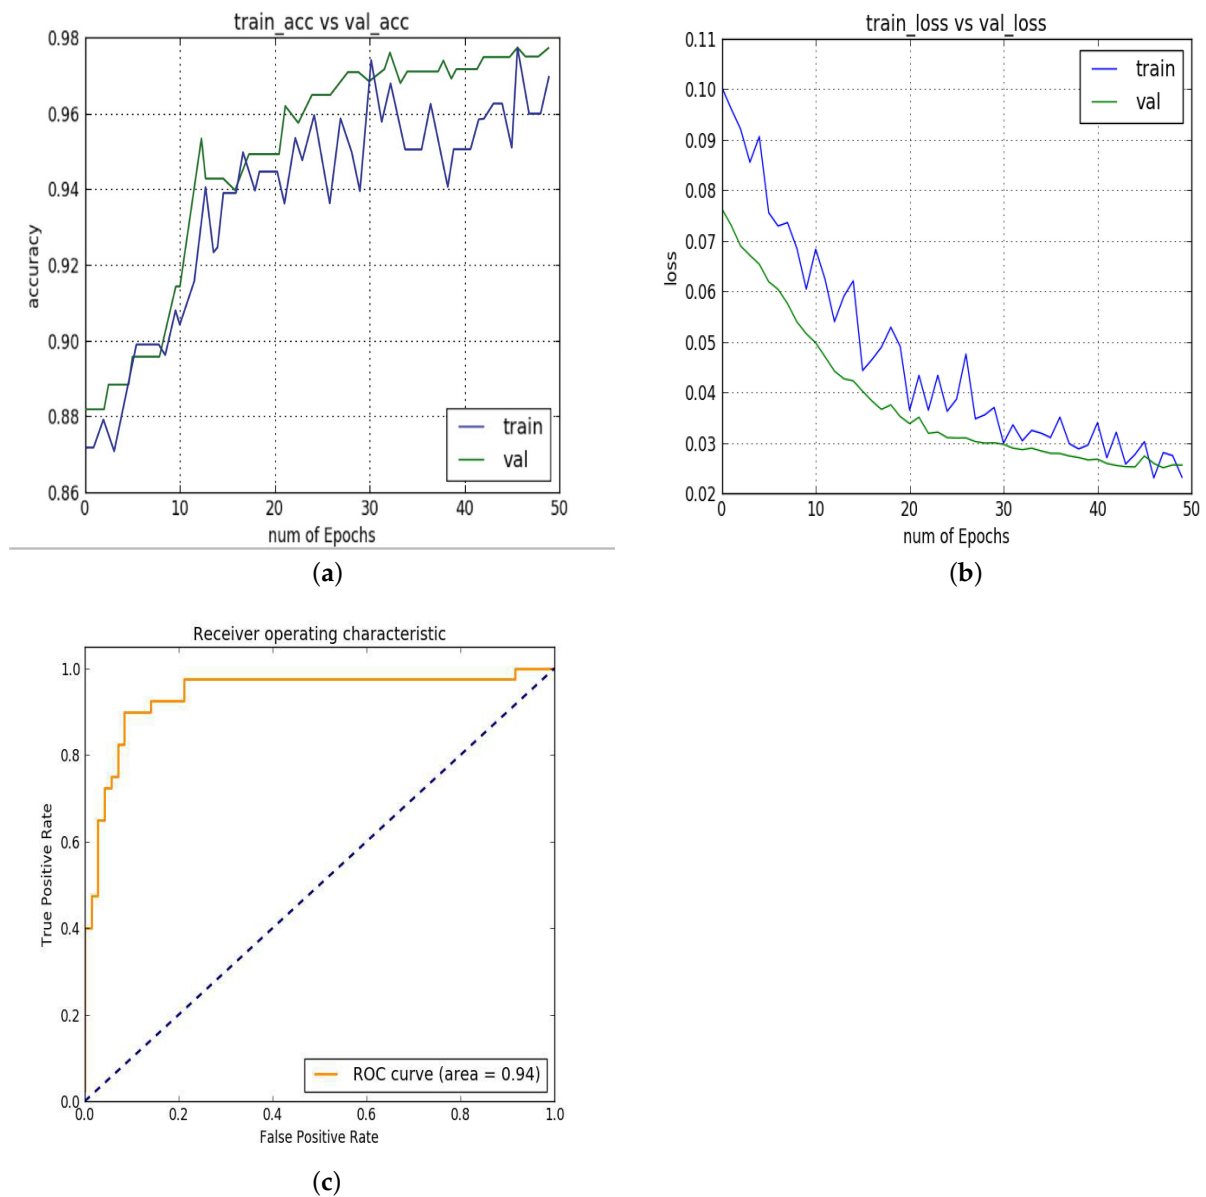 train_acc vs val_acc
0.98
0.96
0.94
0.92
0.90
0.88
0.86
accuracy
train
val
0 10 20 30 40 50
num of Epochs
(a)
train_loss vs val_loss
0.11
0.10
0.09
0.08
0.07
0.06
0.05
0.04
0.03
0.02
loss
train
val
0 10 20 30 40 50
num of Epochs
(b)
Receiver operating characteristic
1.0
0.8
0.6
0.4
0.2
0.0
True Positive Rate
ROC curve (area = 0.94)
0.0 0.2 0.4 0.6 0.8 1.0
False Positive Rate
(c)